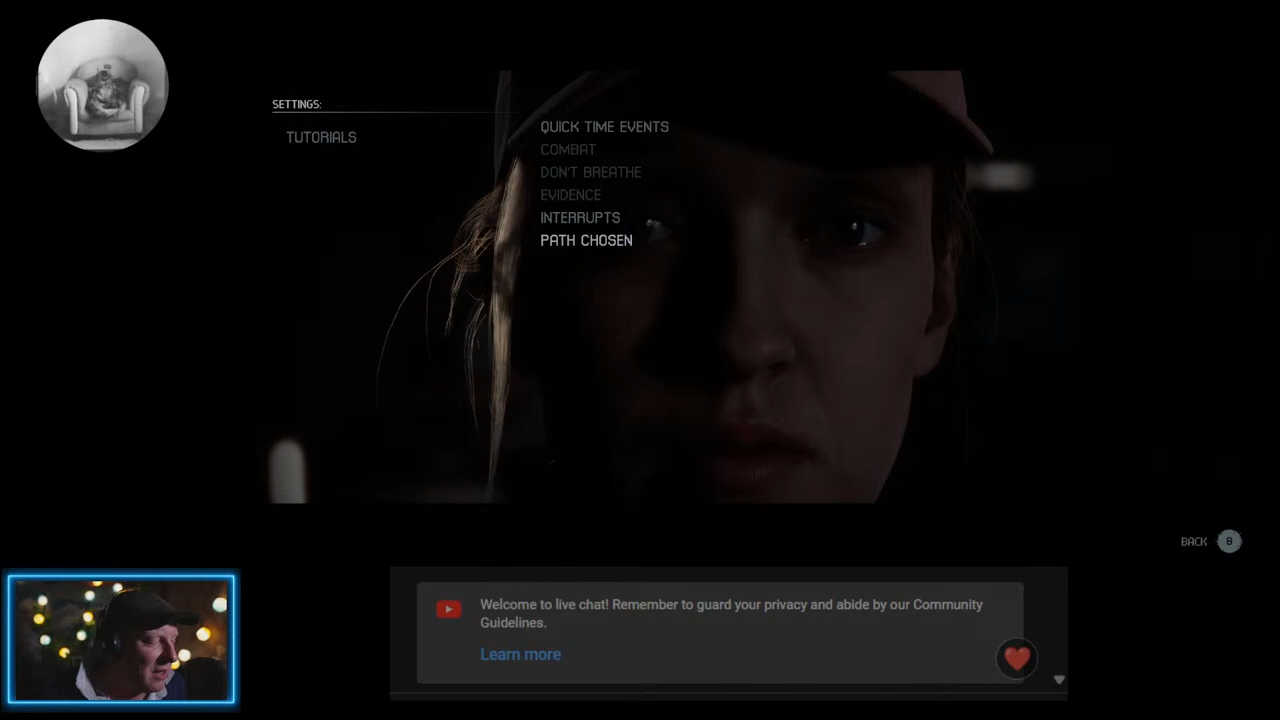 SETTINGS:
TUTORIALS
QUICK TIME EVENTS
COMBAT
DON'T BREATHE
EVIDENCE
INTERRUPTS
PATH CHOSEN
BACK B
Welcome to live chat! Remember to guard your privacy and abide by our Community
Guidelines.
Learn more